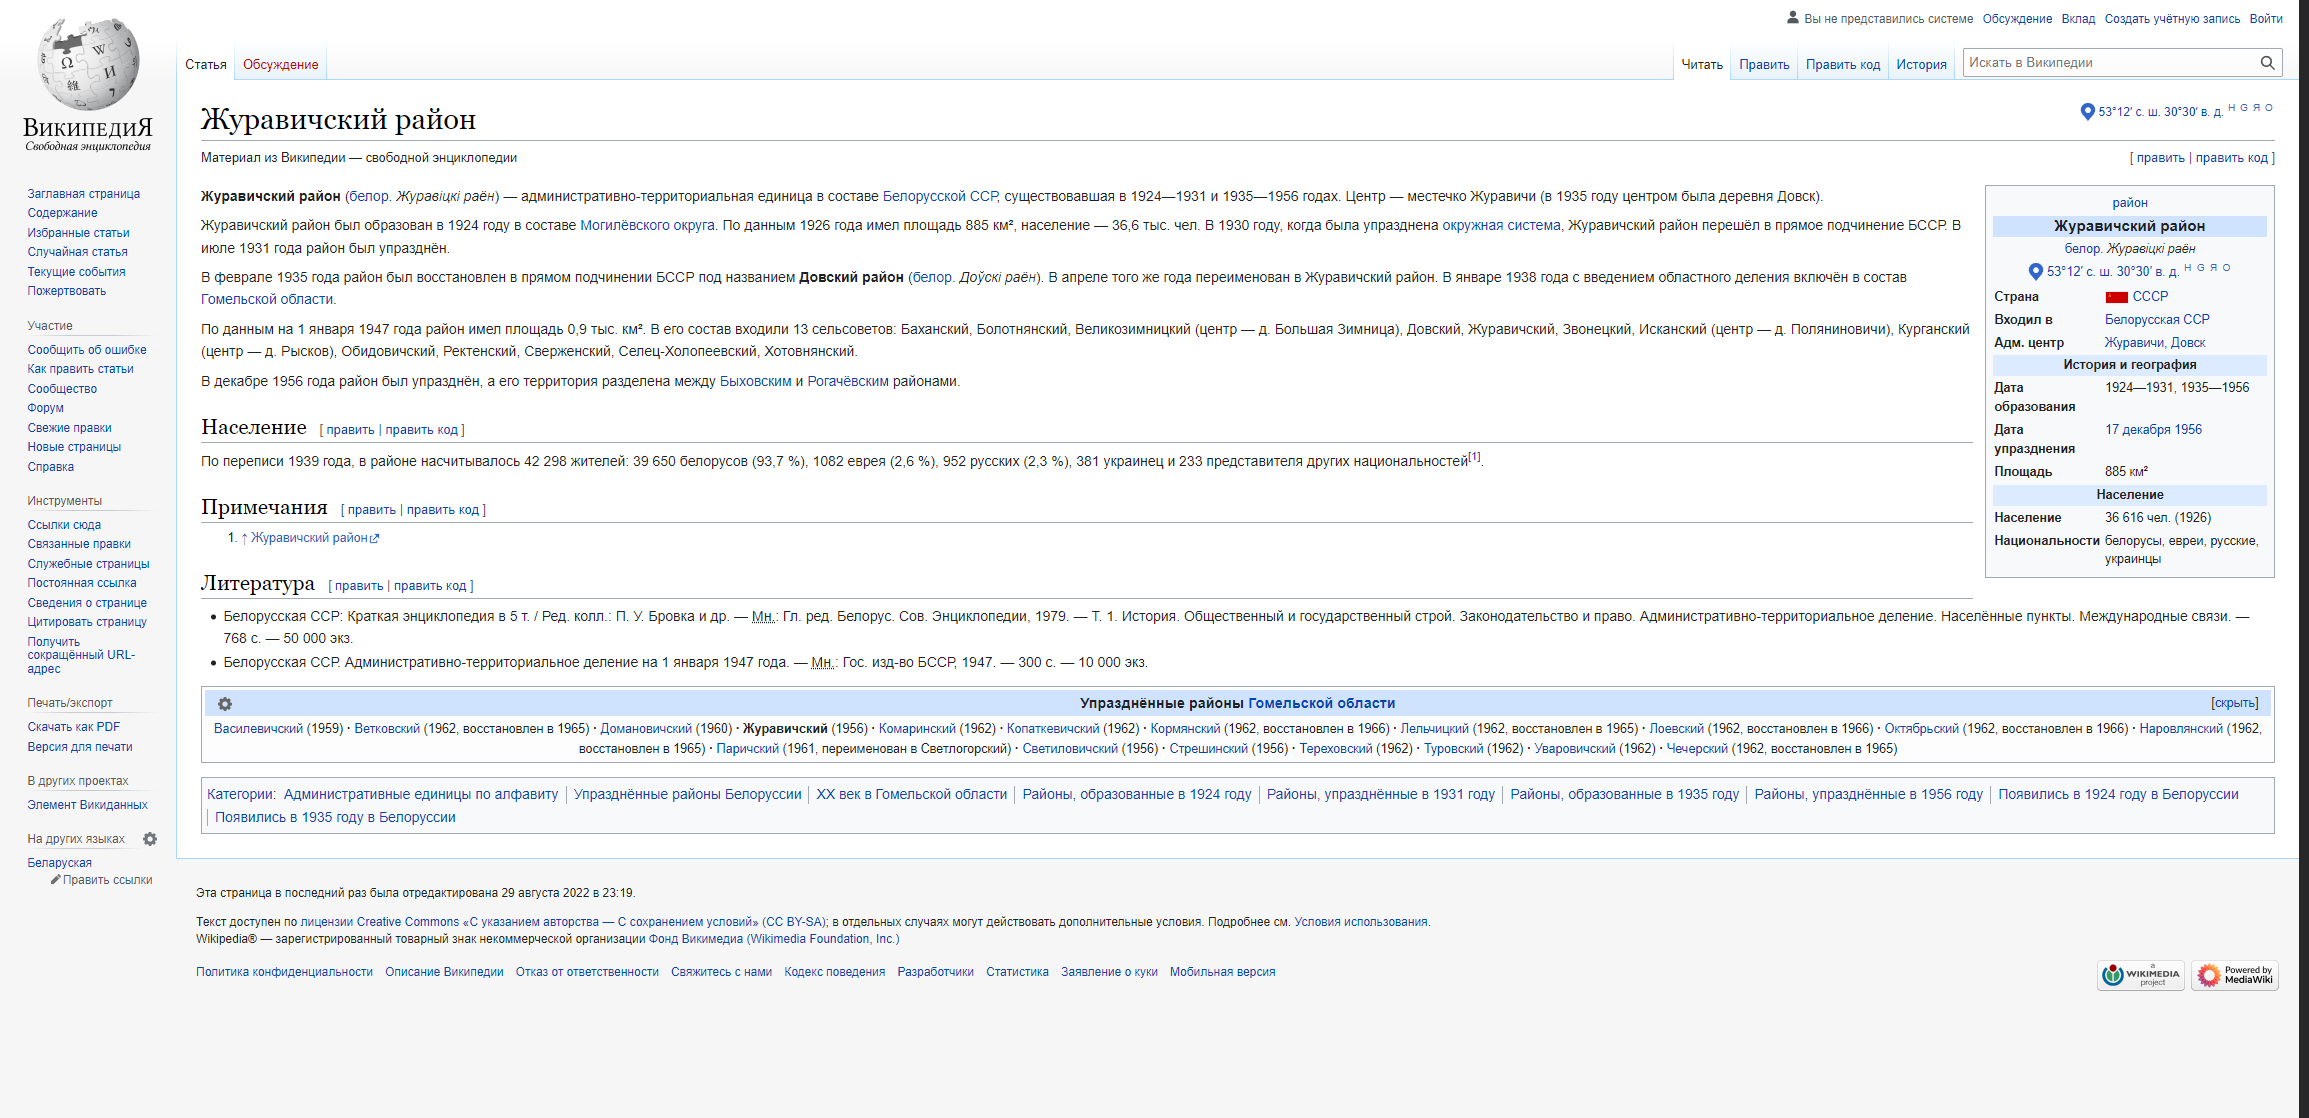 Вы не представились системе Обсуждение Вклад Создать учётную запись Войти
Статья Обсуждение Читать Править Править код История Искать в Википедии
ВикипедиЯ
Свободная энциклопедия
Заглавная страница
Содержание
Избранные статьи
Случайная статья
Текущие события
Пожертвовать
Участие
Сообщить об ошибке
Как править статьи
Сообщество
Форум
Свежие правки
Новые страницы
Справка
Инструменты
Ссылки сюда
Связанные правки
Служебные страницы
Постоянная ссылка
Сведения о странице
Цитировать страницу
Получить
сокращённый URL-
адрес
Печать/экспорт
Скачать как PDF
Версия для печати
В других проектах
Элемент Викиданных
На других языках
Беларуская
Править ссылки
Журавичский район
53°12′ с. ш. 30°30′ в. д. H G Я O
Материал из Википедии — свободной энциклопедии
[ править | править код ]
Журавичский район (белор. Журавіцкі раён) — административно-территориальная единица в составе Белорусской ССР, существовавшая в 1924—1931 и 1935—1956 годах. Центр — местечко Журавичи (в 1935 году центром была деревня Довск).
Журавичский район был образован в 1924 году в составе Могилёвского округа. По данным 1926 года имел площадь 885 км², население — 36,6 тыс. чел. В 1930 году, когда была упразднена окружная система, Журавичский район перешёл в прямое подчинение БССР. В
июле 1931 года район был упразднён.
В феврале 1935 года район был восстановлен в прямом подчинении БССР под названием Довский район (белор. Доўскі раён). В апреле того же года переименован в Журавичский район. В январе 1938 года с введением областного деления включён в состав
Гомельской области.
По данным на 1 января 1947 года район имел площадь 0,9 тыс. км². В его состав входили 13 сельсоветов: Баханский, Болотнянский, Великозимницкий (центр — д. Большая Зимница), Довский, Журавичский, Звонецкий, Исканский (центр — д. Поляниновичи), Курганский
(центр — д. Рысков), Обидовичский, Ректенский, Сверженский, Селец-Холопеевский, Хотовнянский.
В декабре 1956 года район был упразднён, а его территория разделена между Быховским и Рогачёвским районами.
Население [ править | править код ]
По переписи 1939 года, в районе насчитывалось 42 298 жителей: 39 650 белорусов (93,7 %), 1082 еврея (2,6 %), 952 русских (2,3 %), 381 украинец и 233 представителя других национальностей[1].
Примечания [ править | править код ]
1. ↑ Журавичский район
Литература [ править | править код ]
район
Журавичский район
белор. Журавіцкі раён
53°12′ с. ш. 30°30′ в. д. H G Я O
Страна СССР
Входил в Белорусская ССР
Адм. центр Журавичи, Довск
История и география
Дата 1924—1931, 1935—1956
образования
Дата 17 декабря 1956
упразднения
Площадь 885 км²
Население
Население 36 616 чел. (1926)
Национальности белорусы, евреи, русские,
украинцы
• Белорусская ССР: Краткая энциклопедия в 5 т. / Ред. колл.: П. У. Бровка и др. — Мн.: Гл. ред. Белорус. Сов. Энциклопедии, 1979. — Т. 1. История. Общественный и государственный строй. Законодательство и право. Административно-территориальное деление. Населённые пункты. Международные связи. —
768 с. — 50 000 экз.
• Белорусская ССР. Административно-территориальное деление на 1 января 1947 года. — Мн.: Гос. изд-во БССР, 1947. — 300 с. — 10 000 экз.
Упразднённые районы Гомельской области [скрыть]
Василевичский (1959) · Ветковский (1962, восстановлен в 1965) · Домановичский (1960) · Журавичский (1956) · Комаринский (1962) · Копаткевичский (1962) · Кормянский (1962, восстановлен в 1966) · Лельчицкий (1962, восстановлен в 1965) · Лоевский (1962, восстановлен в 1966) · Октябрьский (1962, восстановлен в 1966) · Наровлянский (1962,
восстановлен в 1965) · Паричский (1961, переименован в Светлогорский) · Светиловичский (1956) · Стрешинский (1956) · Тереховский (1962) · Туровский (1962) · Уваровичский (1962) · Чечерский (1962, восстановлен в 1965)
Категории: Административные единицы по алфавиту | Упразднённые районы Белоруссии | XX век в Гомельской области | Районы, образованные в 1924 году | Районы, упразднённые в 1931 году | Районы, образованные в 1935 году | Районы, упразднённые в 1956 году | Появились в 1924 году в Белоруссии
| Появились в 1935 году в Белоруссии
Эта страница в последний раз была отредактирована 29 августа 2022 в 23:19.
Текст доступен по лицензии Creative Commons «С указанием авторства — С сохранением условий» (CC BY-SA); в отдельных случаях могут действовать дополнительные условия. Подробнее см. Условия использования.
Wikipedia® — зарегистрированный товарный знак некоммерческой организации Фонд Викимедиа (Wikimedia Foundation, Inc.)
Политика конфиденциальности Описание Википедии Отказ от ответственности Свяжитесь с нами Кодекс поведения Разработчики Статистика Заявление о куки Мобильная версия
a
WIKIMEDIA
project
Powered by
MediaWiki